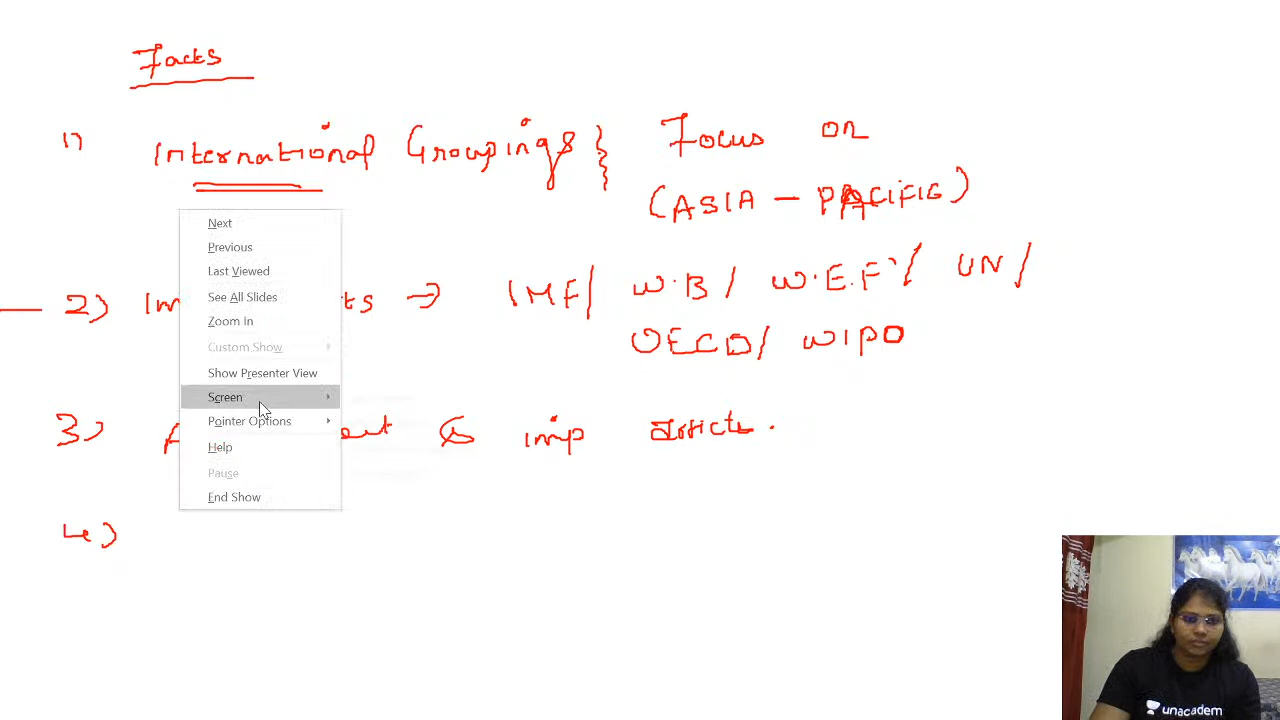 Facts
1) International Groupings } Focus on
(ASIA - PACIFIC)
Next
Previous
Last Viewed
See All Slides
Zoom In
Custom Show
Show Presenter View
Screen
Pointer Options
Help
Pause
End Show
2) Im ts → IMF/ W.B/ W.E.F/ UN/
OECD/ WIPO
3) & imp
4)
unacadem